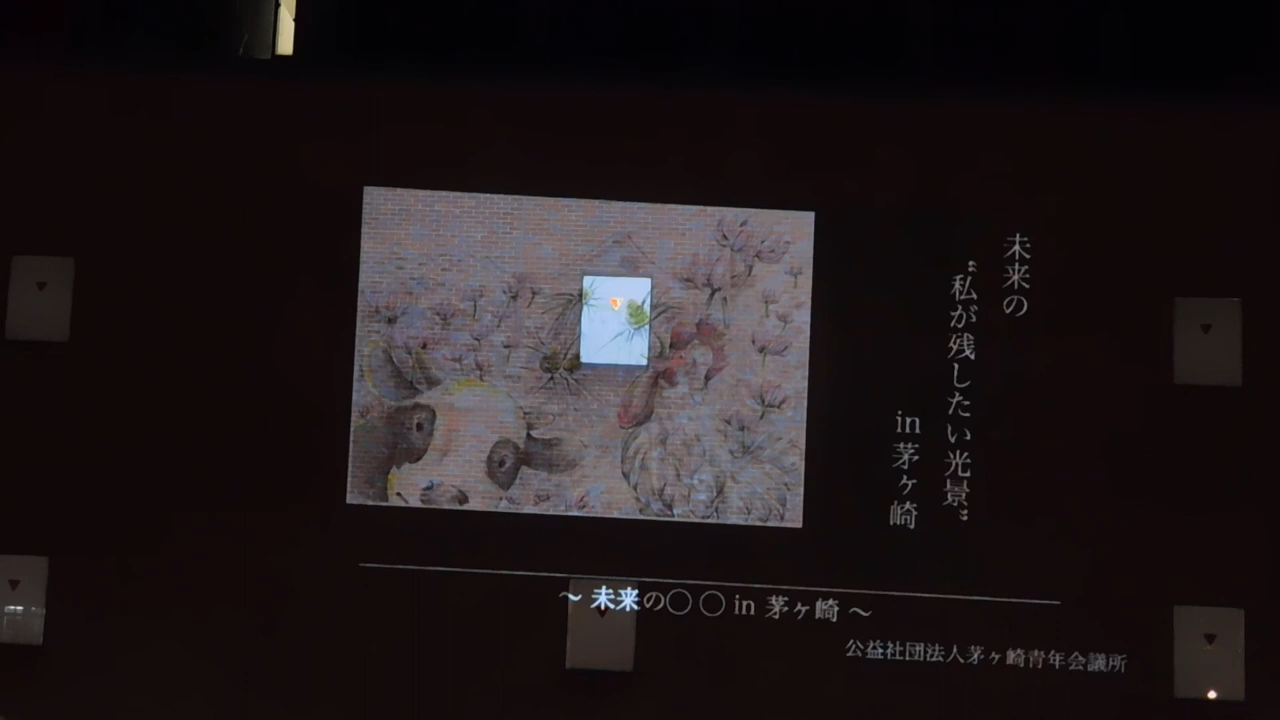 未来の
“私が残したい光景”
in 茅ヶ崎
～ 未来の〇 〇 in 茅ヶ崎 ～
公益社団法人茅ヶ崎青年会議所